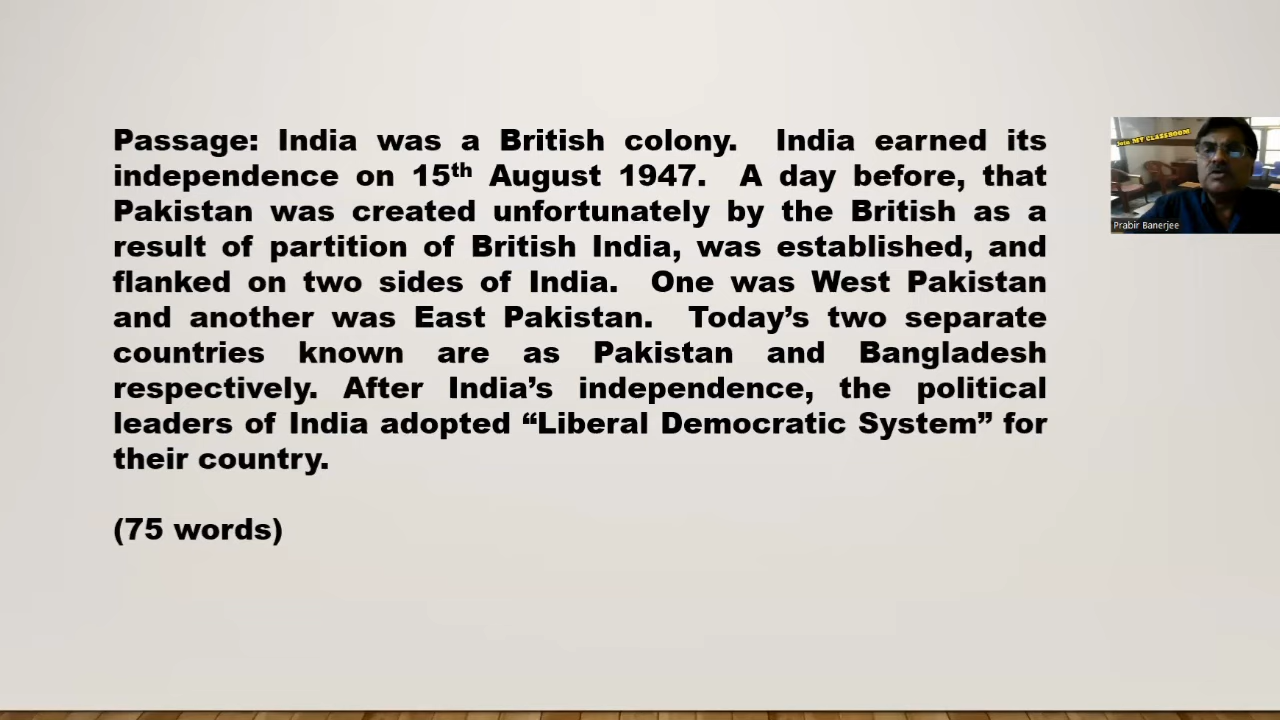 Passage: India was a British colony. India earned its
independence on 15th August 1947. A day before, that
Pakistan was created unfortunately by the British as a
result of partition of British India, was established, and
flanked on two sides of India. One was West Pakistan
and another was East Pakistan. Today’s two separate
countries known are as Pakistan and Bangladesh
respectively. After India’s independence, the political
leaders of India adopted “Liberal Democratic System” for
their country.
(75 words)
Join MY CLASSROOM
Prabir Banerjee